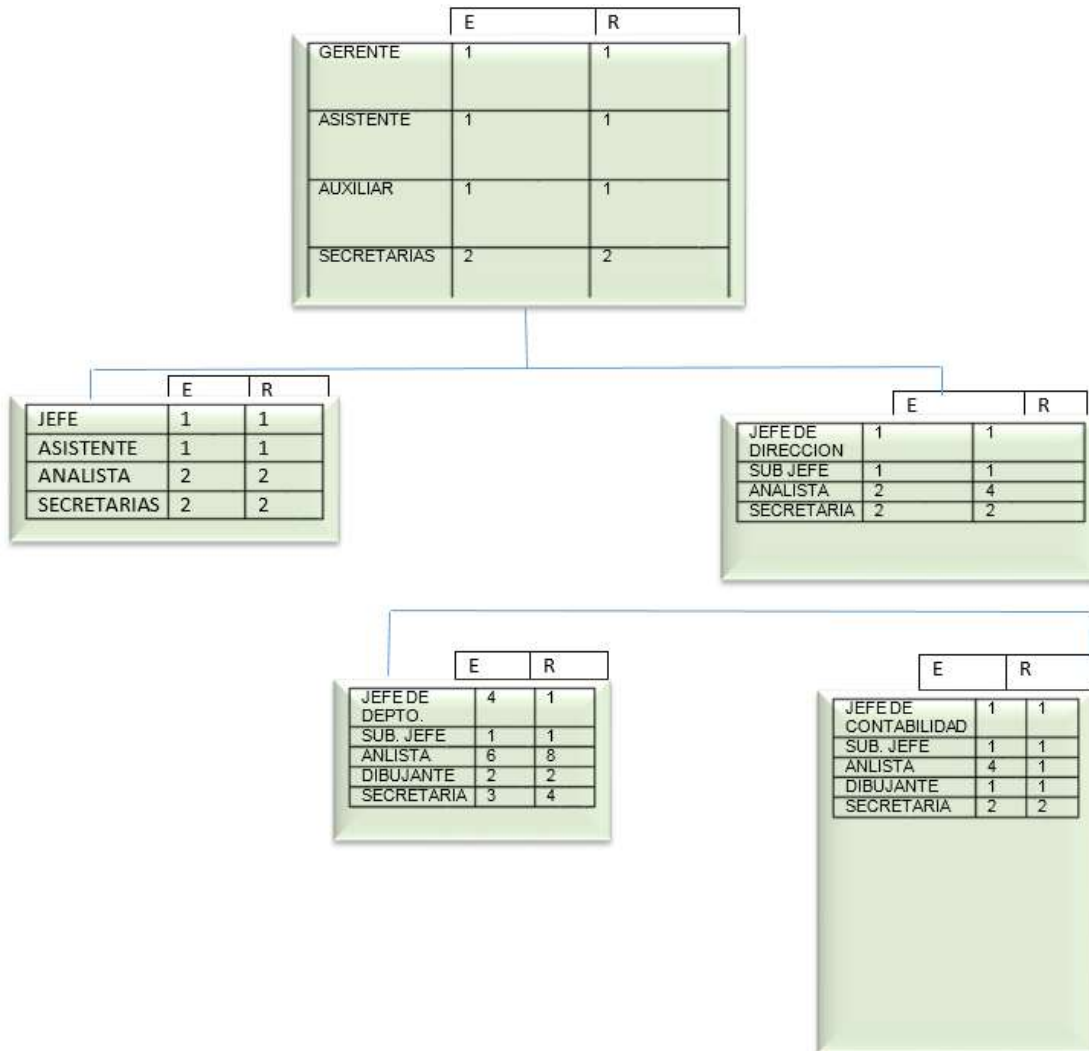 E R
GERENTE 1 1
ASISTENTE 1 1
AUXILIAR 1 1
SECRETARIAS 2 2
E R
JEFE 1 1
ASISTENTE 1 1
ANALISTA 2 2
SECRETARIAS 2 2
E R
JEFE DE 1 1
DIRECCION
SUB JEFE 1 1
ANALISTA 2 4
SECRETARIA 2 2
E R
JEFE DE 4 1
DEPTO.
SUB. JEFE 1 1
ANLISTA 6 8
DIBUJANTE 2 2
SECRETARIA 3 4
E R
JEFE DE 1 1
CONTABILIDAD
SUB. JEFE 1 1
ANLISTA 4 1
DIBUJANTE 1 1
SECRETARIA 2 2